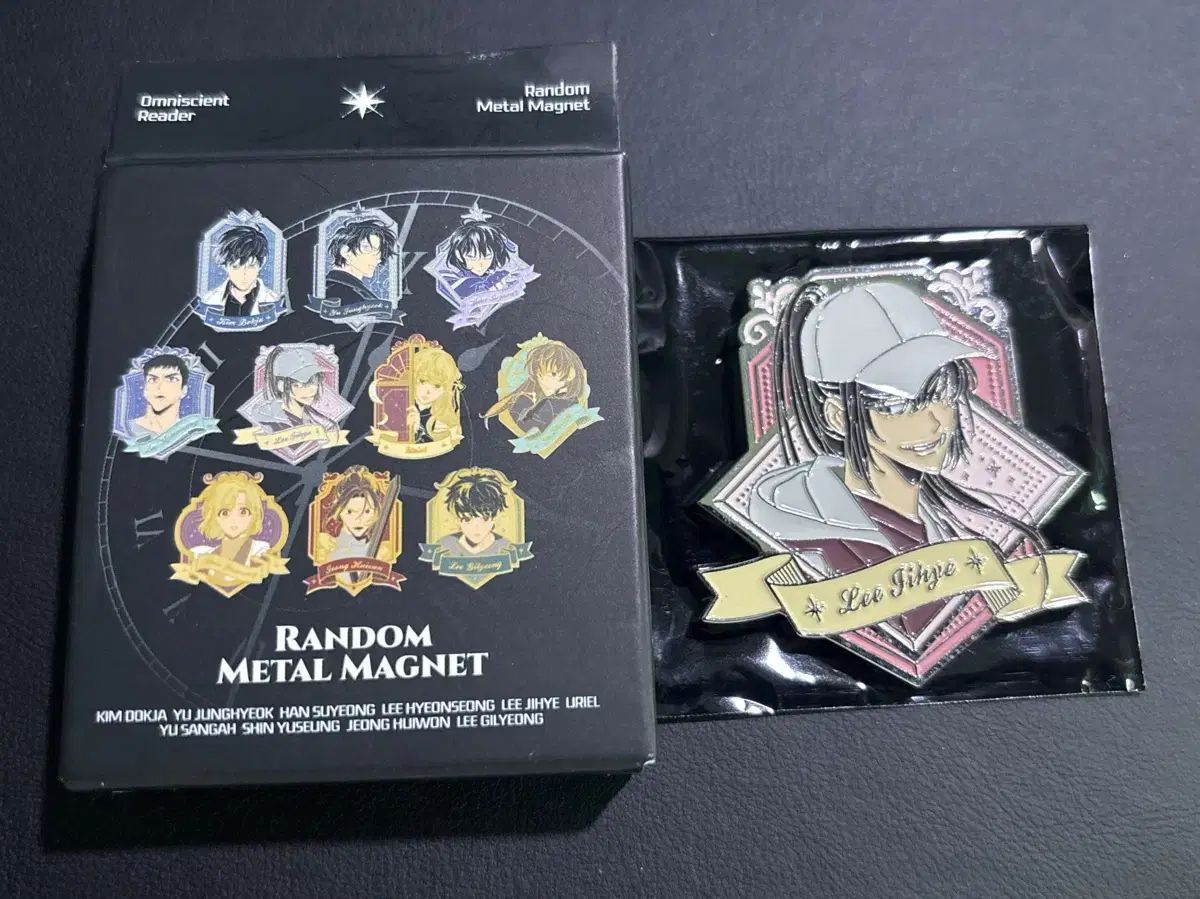 Omniscient
Reader
Random
Metal Magnet
Kim Dokja
Yu Junghyeok
Lee Jihye
Uriel
Jeong Huiwon
Lee Gilyeong
RANDOM
METAL MAGNET
KIM DOKJA YU JUNGHYEOK HAN SUYEONG LEE HYEONSEONG LEE JIHYE URIEL
YU SANGAH SHIN YUSEUNG JEONG HUIWON LEE GILYEONG
Lee Jihye